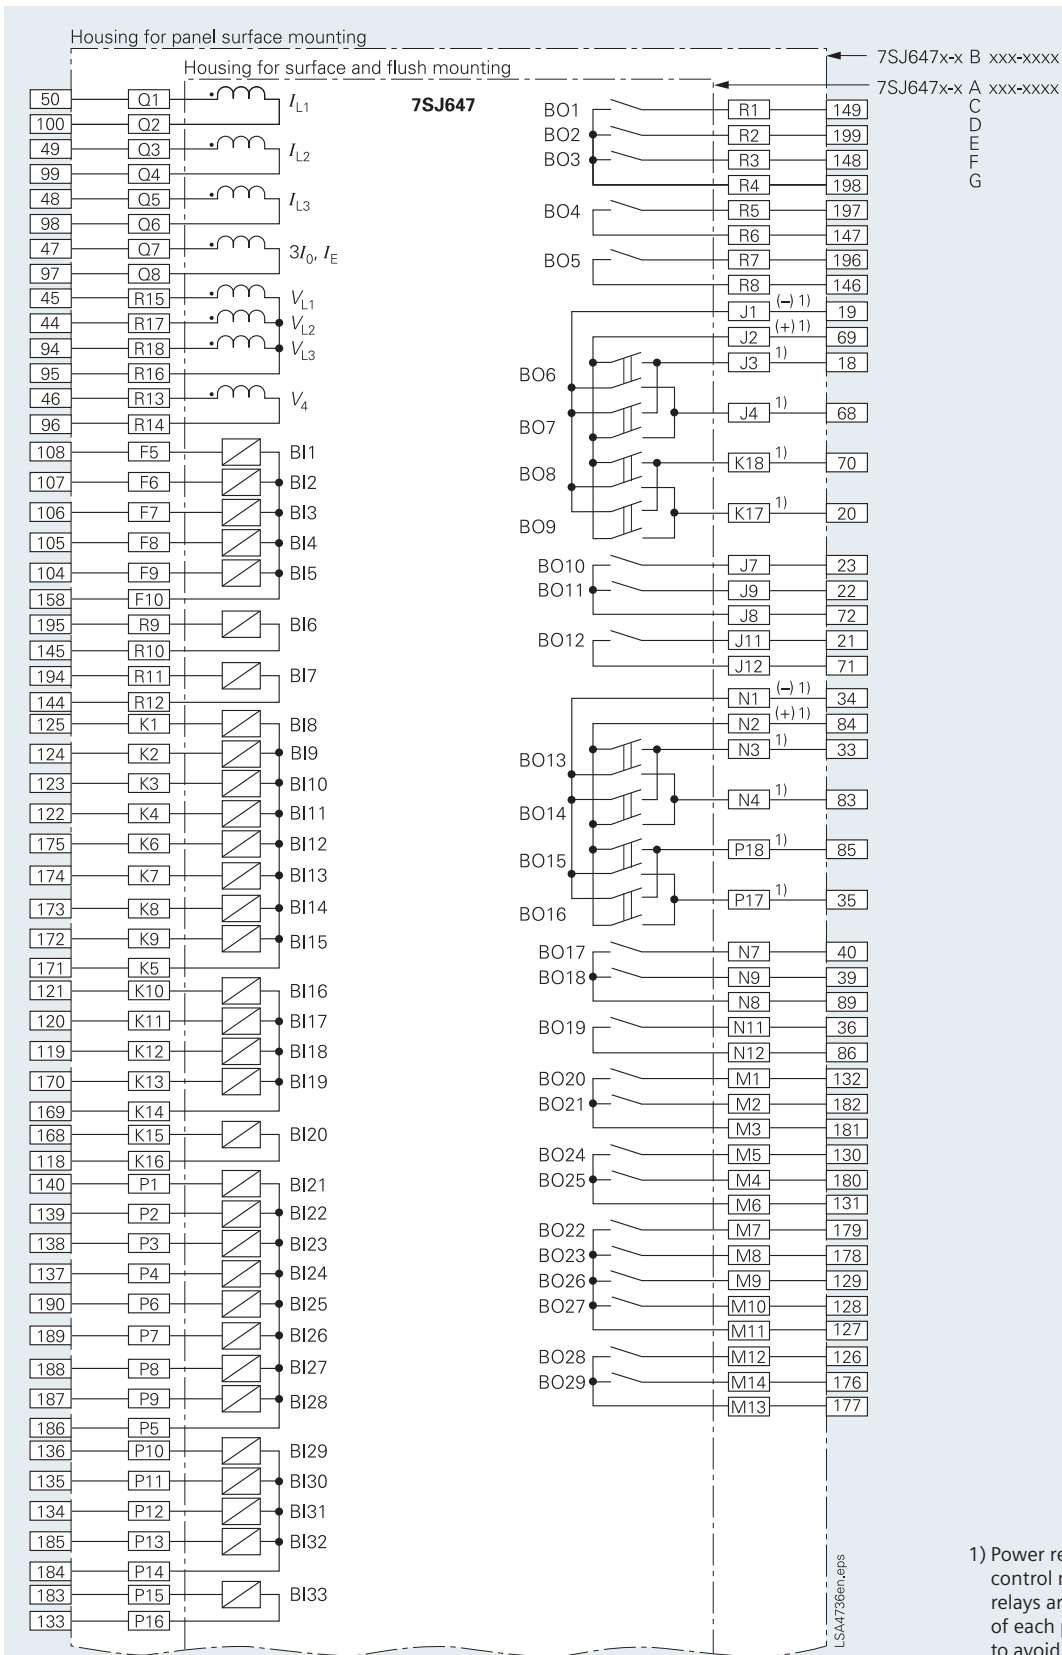 Housing for panel surface mounting
Housing for surface and flush mounting
7SJ647
7SJ647x-x B xxx-xxxx
7SJ647x-x A xxx-xxxx
C
D
E
F
G
50 Q1 IL1
100 Q2
49 Q3 IL2
99 Q4
48 Q5 IL3
98 Q6
47 Q7 3I0, IE
97 Q8
45 R15 VL1
44 R17 VL2
94 R18 VL3
95 R16
46 R13 V4
96 R14
108 F5 BI1
107 F6 BI2
106 F7 BI3
105 F8 BI4
104 F9 BI5
158 F10
195 R9 BI6
145 R10
194 R11 BI7
144 R12
125 K1 BI8
124 K2 BI9
123 K3 BI10
122 K4 BI11
175 K6 BI12
174 K7 BI13
173 K8 BI14
172 K9 BI15
171 K5
121 K10 BI16
120 K11 BI17
119 K12 BI18
170 K13 BI19
169 K14
168 K15 BI20
118 K16
140 P1 BI21
139 P2 BI22
138 P3 BI23
137 P4 BI24
190 P6 BI25
189 P7 BI26
188 P8 BI27
187 P9 BI28
186 P5
136 P10 BI29
135 P11 BI30
134 P12 BI31
185 P13 BI32
184 P14
183 P15 BI33
133 P16
BO1 R1 149
BO2 R2 199
BO3 R3 148
R4 198
BO4 R5 197
R6 147
BO5 R7 196
R8 146
J1 (–) 1) 19
J2 (+) 1) 69
J3 1) 18
BO6
J4 1) 68
BO7
K18 1) 70
BO8
K17 1) 20
BO9
BO10 J7 23
BO11 J9 22
J8 72
BO12 J11 21
J12 71
N1 (–) 1) 34
N2 (+) 1) 84
N3 1) 33
BO13
N4 1) 83
BO14
P18 1) 85
BO15
P17 1) 35
BO16
BO17 N7 40
BO18 N9 39
N8 89
BO19 N11 36
N12 86
BO20 M1 132
BO21 M2 182
M3 181
BO24 M5 130
BO25 M4 180
M6 131
BO22 M7 179
BO23 M8 178
BO26 M9 129
BO27 M10 128
M11 127
BO28 M12 126
BO29 M14 176
M13 177
LSA4736en.eps
1) Power re
control r
relays ar
of each p
to avoid